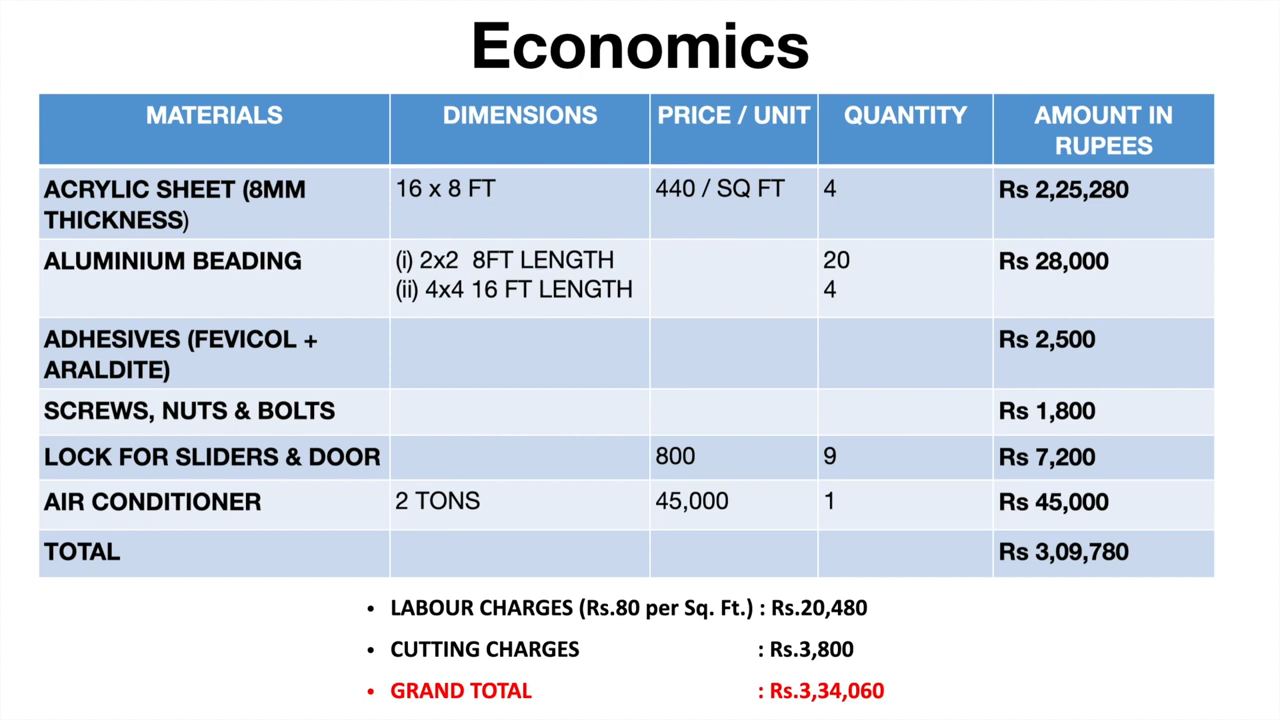 Economics
MATERIALS DIMENSIONS PRICE / UNIT QUANTITY AMOUNT IN RUPEES
ACRYLIC SHEET (8MM THICKNESS) 16 x 8 FT 440 / SQ FT 4 Rs 2,25,280
ALUMINIUM BEADING (i) 2x2 8FT LENGTH 20 Rs 28,000
(ii) 4x4 16 FT LENGTH 4
ADHESIVES (FEVICOL + ARALDITE) Rs 2,500
SCREWS, NUTS & BOLTS Rs 1,800
LOCK FOR SLIDERS & DOOR 800 9 Rs 7,200
AIR CONDITIONER 2 TONS 45,000 1 Rs 45,000
TOTAL Rs 3,09,780
• LABOUR CHARGES (Rs.80 per Sq. Ft.) : Rs.20,480
• CUTTING CHARGES : Rs.3,800
• GRAND TOTAL : Rs.3,34,060